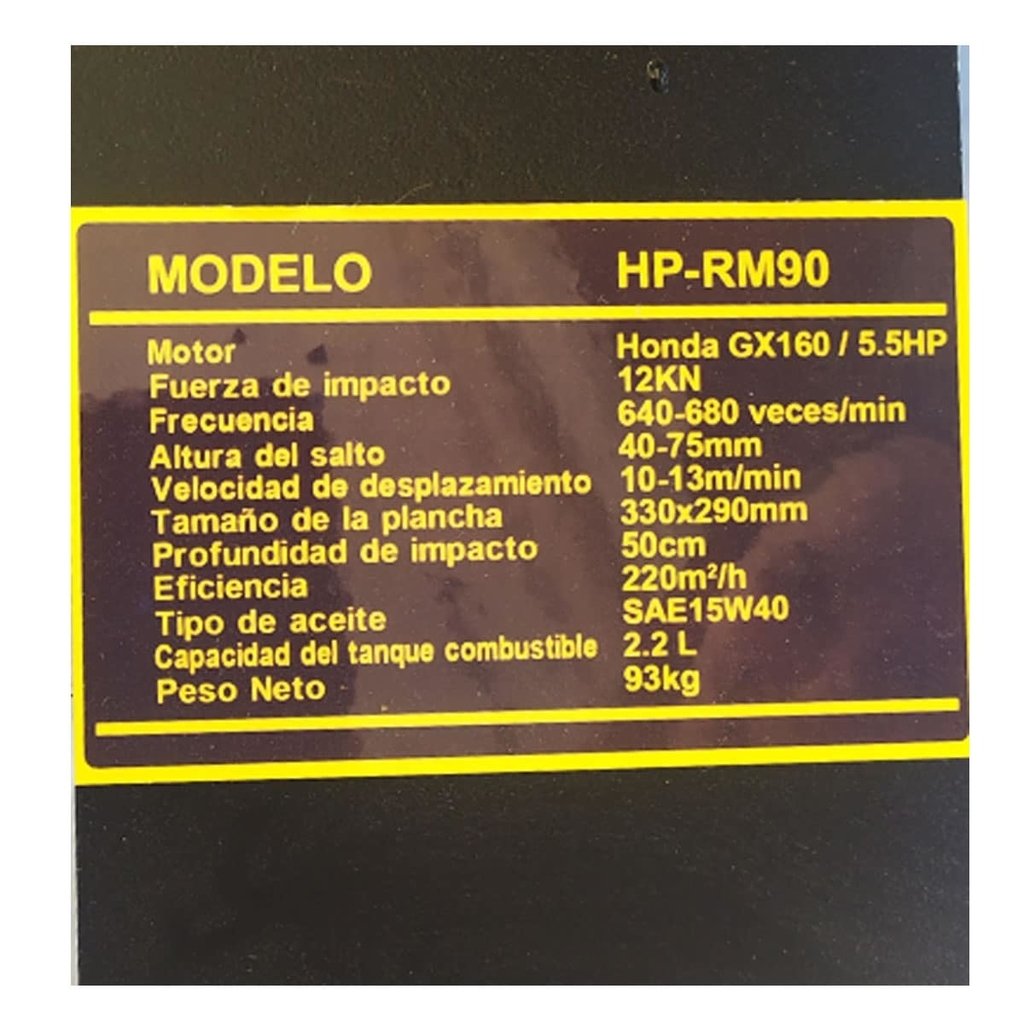 MODELO HP-RM90
Motor Honda GX160 / 5.5HP
Fuerza de impacto 12KN
Frecuencia 640-680 veces/min
Altura del salto 40-75mm
Velocidad de desplazamiento 10-13m/min
Tamaño de la plancha 330x290mm
Profundidad de impacto 50cm
Eficiencia 220m²/h
Tipo de aceite SAE15W40
Capacidad del tanque combustible 2.2 L
Peso Neto 93kg